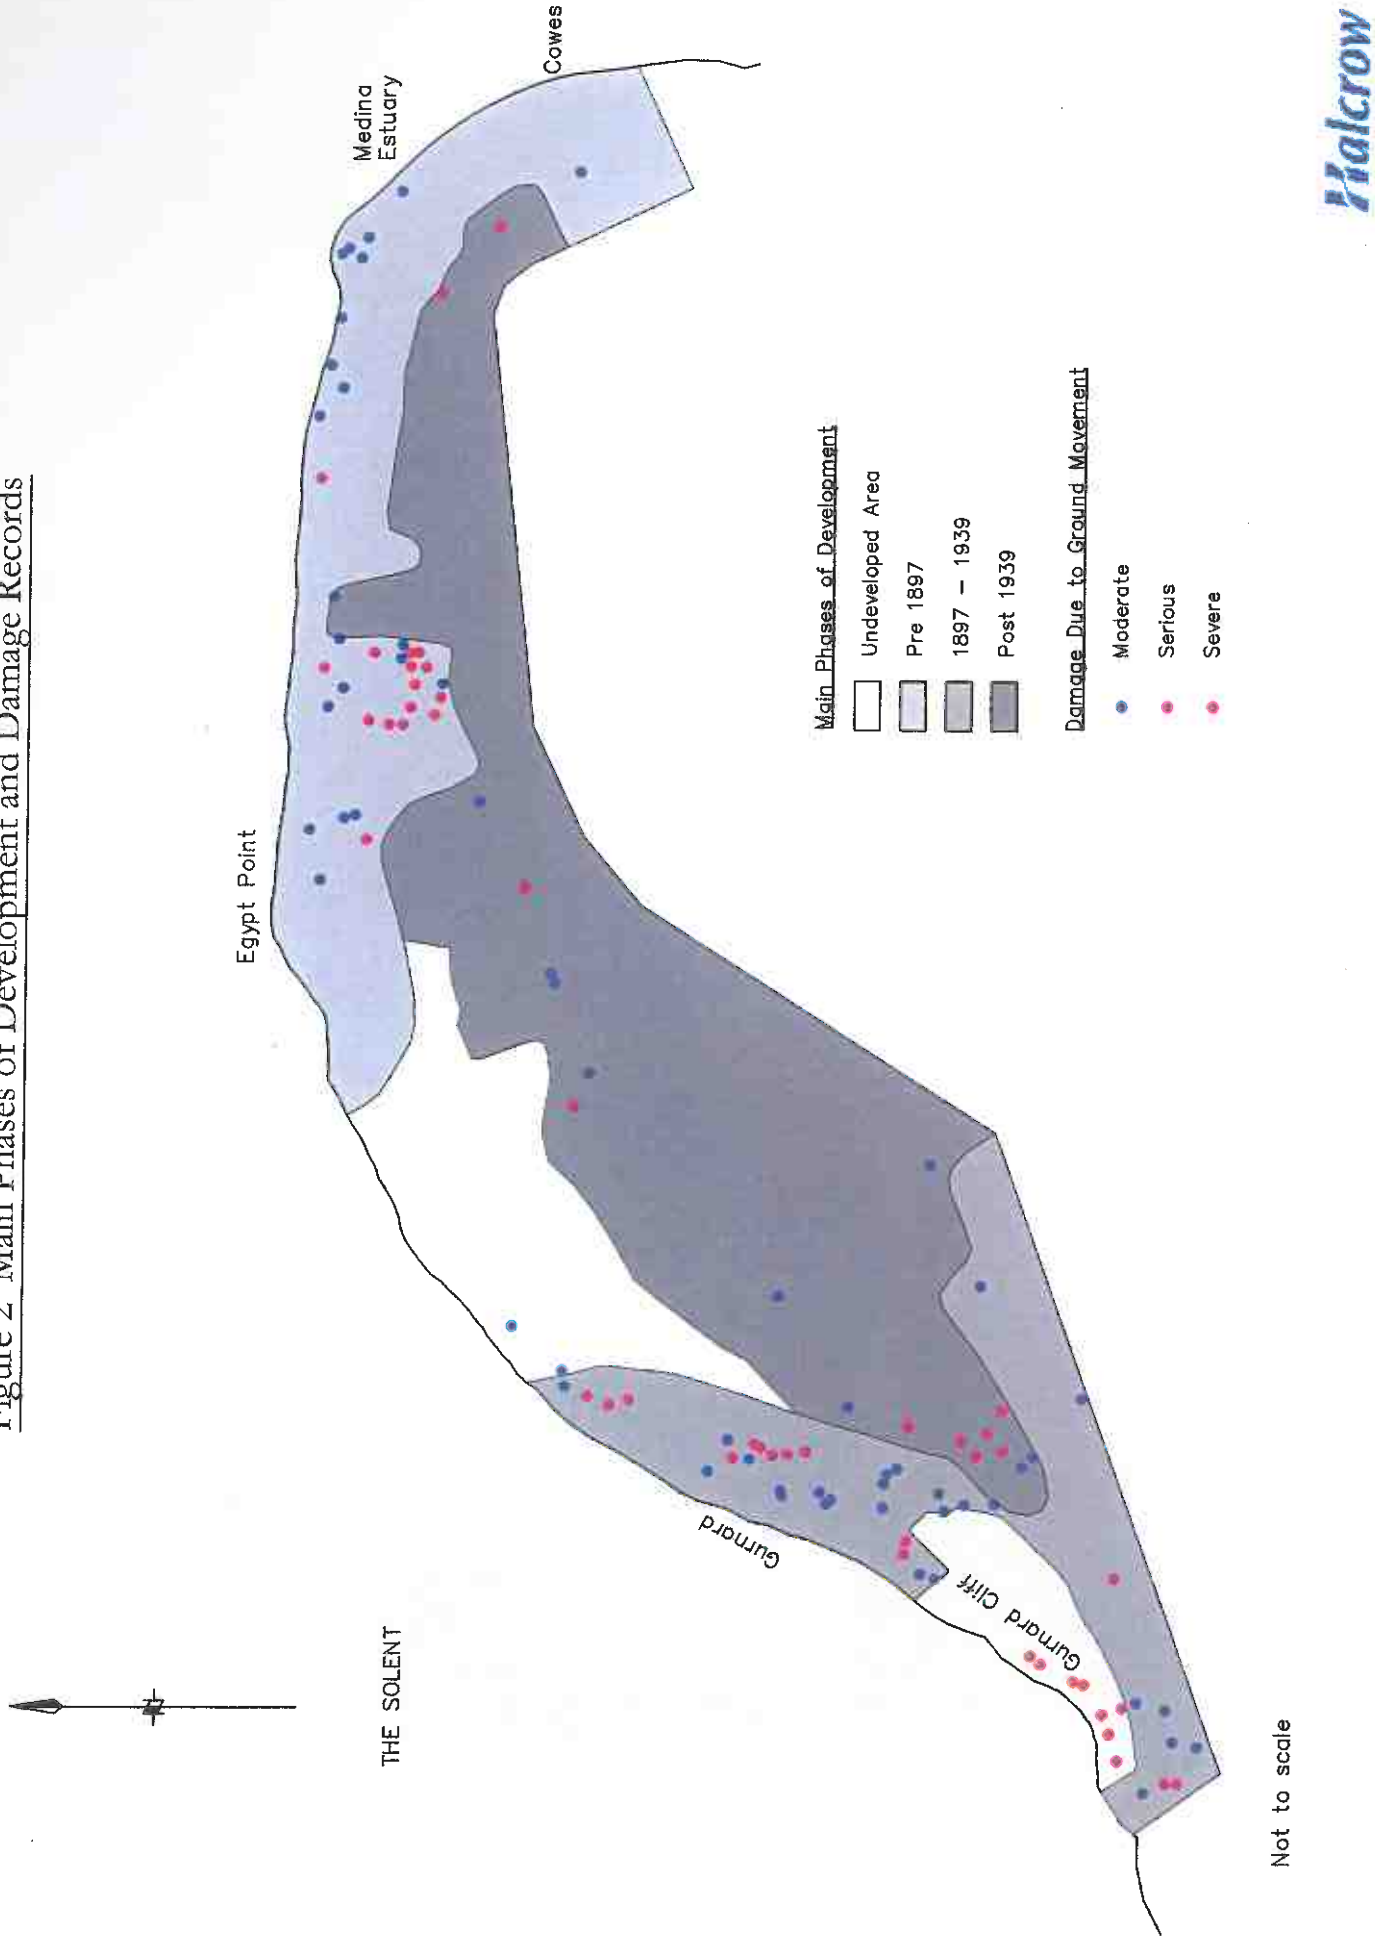 Figure 2 Main Phases of Development and Damage Records
THE SOLENT
Egypt Point
Medina
Estuary
Cowes
Gurnard
Gurnard Cliff
Main Phases of Development
Undeveloped Area
Pre 1897
1897 – 1939
Post 1939
Damage Due to Ground Movement
Moderate
Serious
Severe
Not to scale
Halcrow